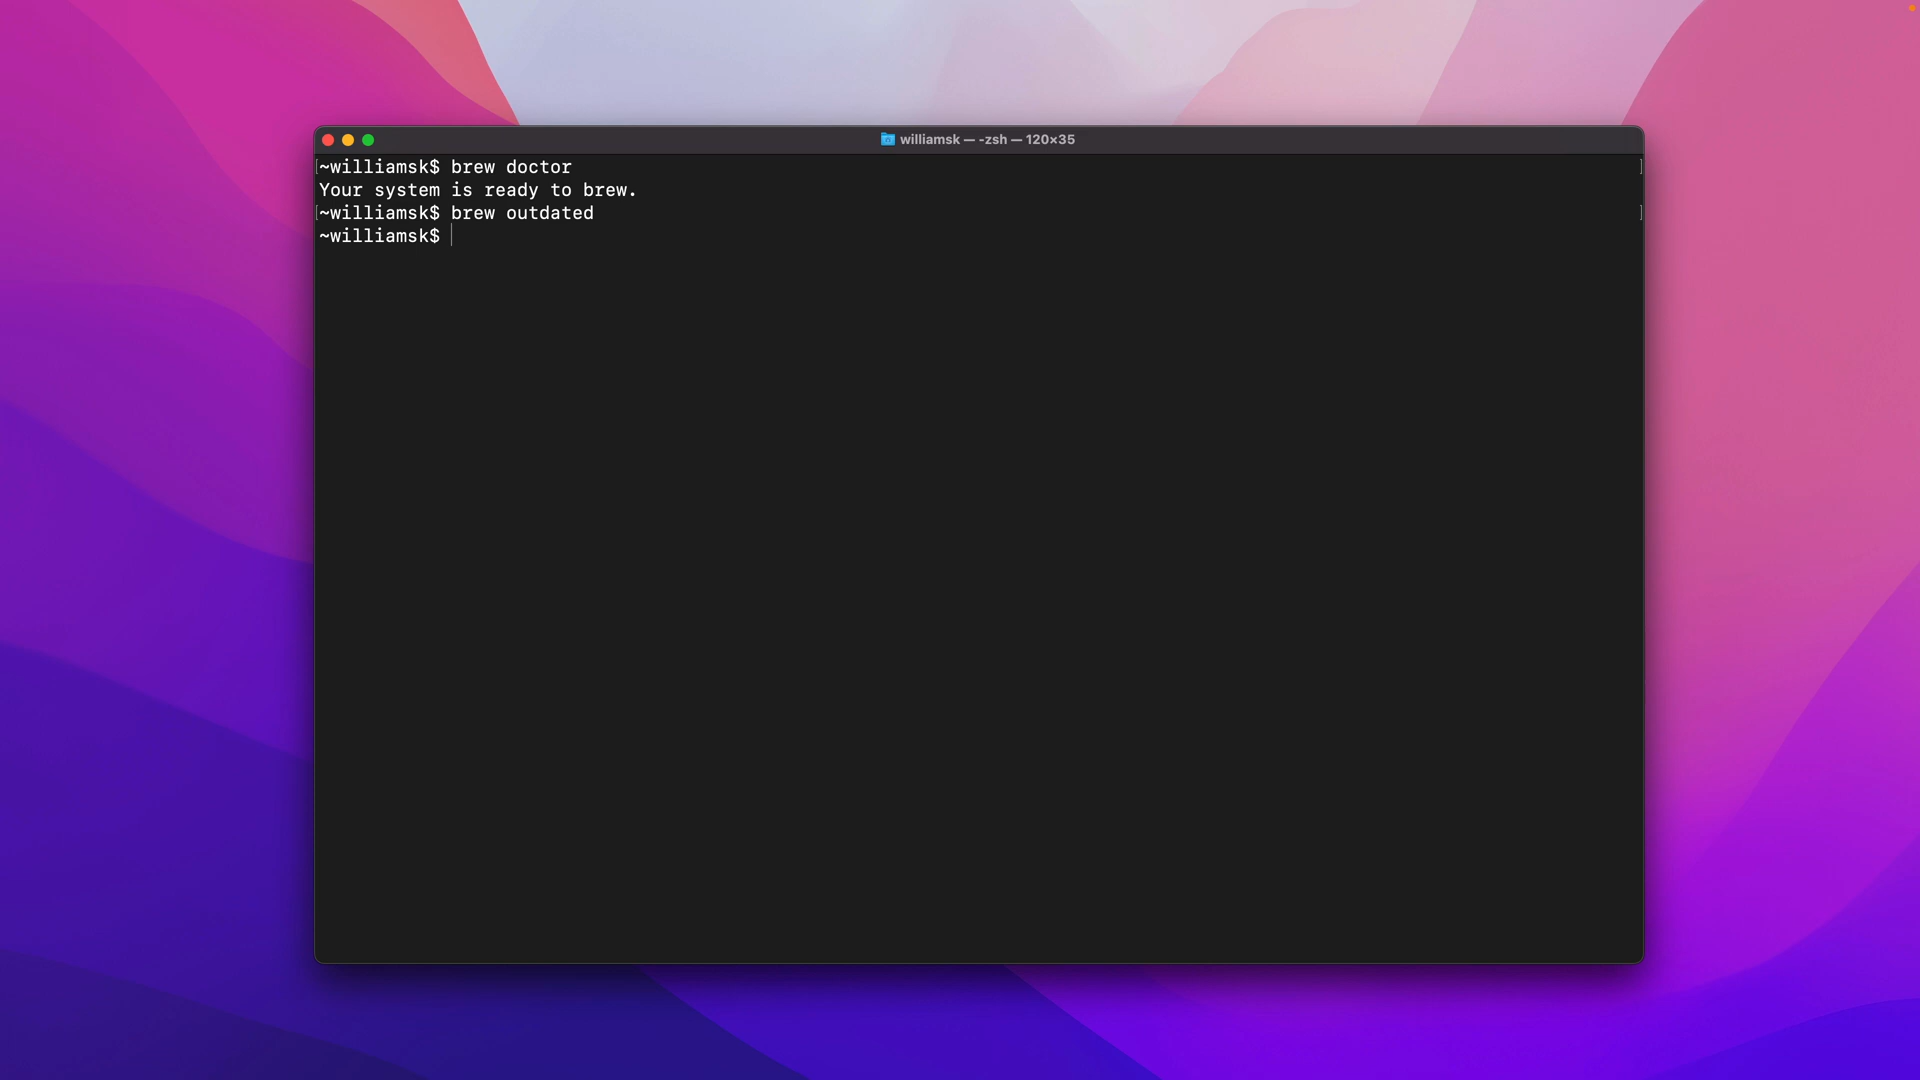 williamsk — -zsh — 120×35
~williamsk$ brew doctor
Your system is ready to brew.
~williamsk$ brew outdated
~williamsk$